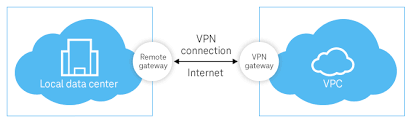 Local data center
Remote
gateway
VPN
connection
Internet
VPN
gateway
VPC